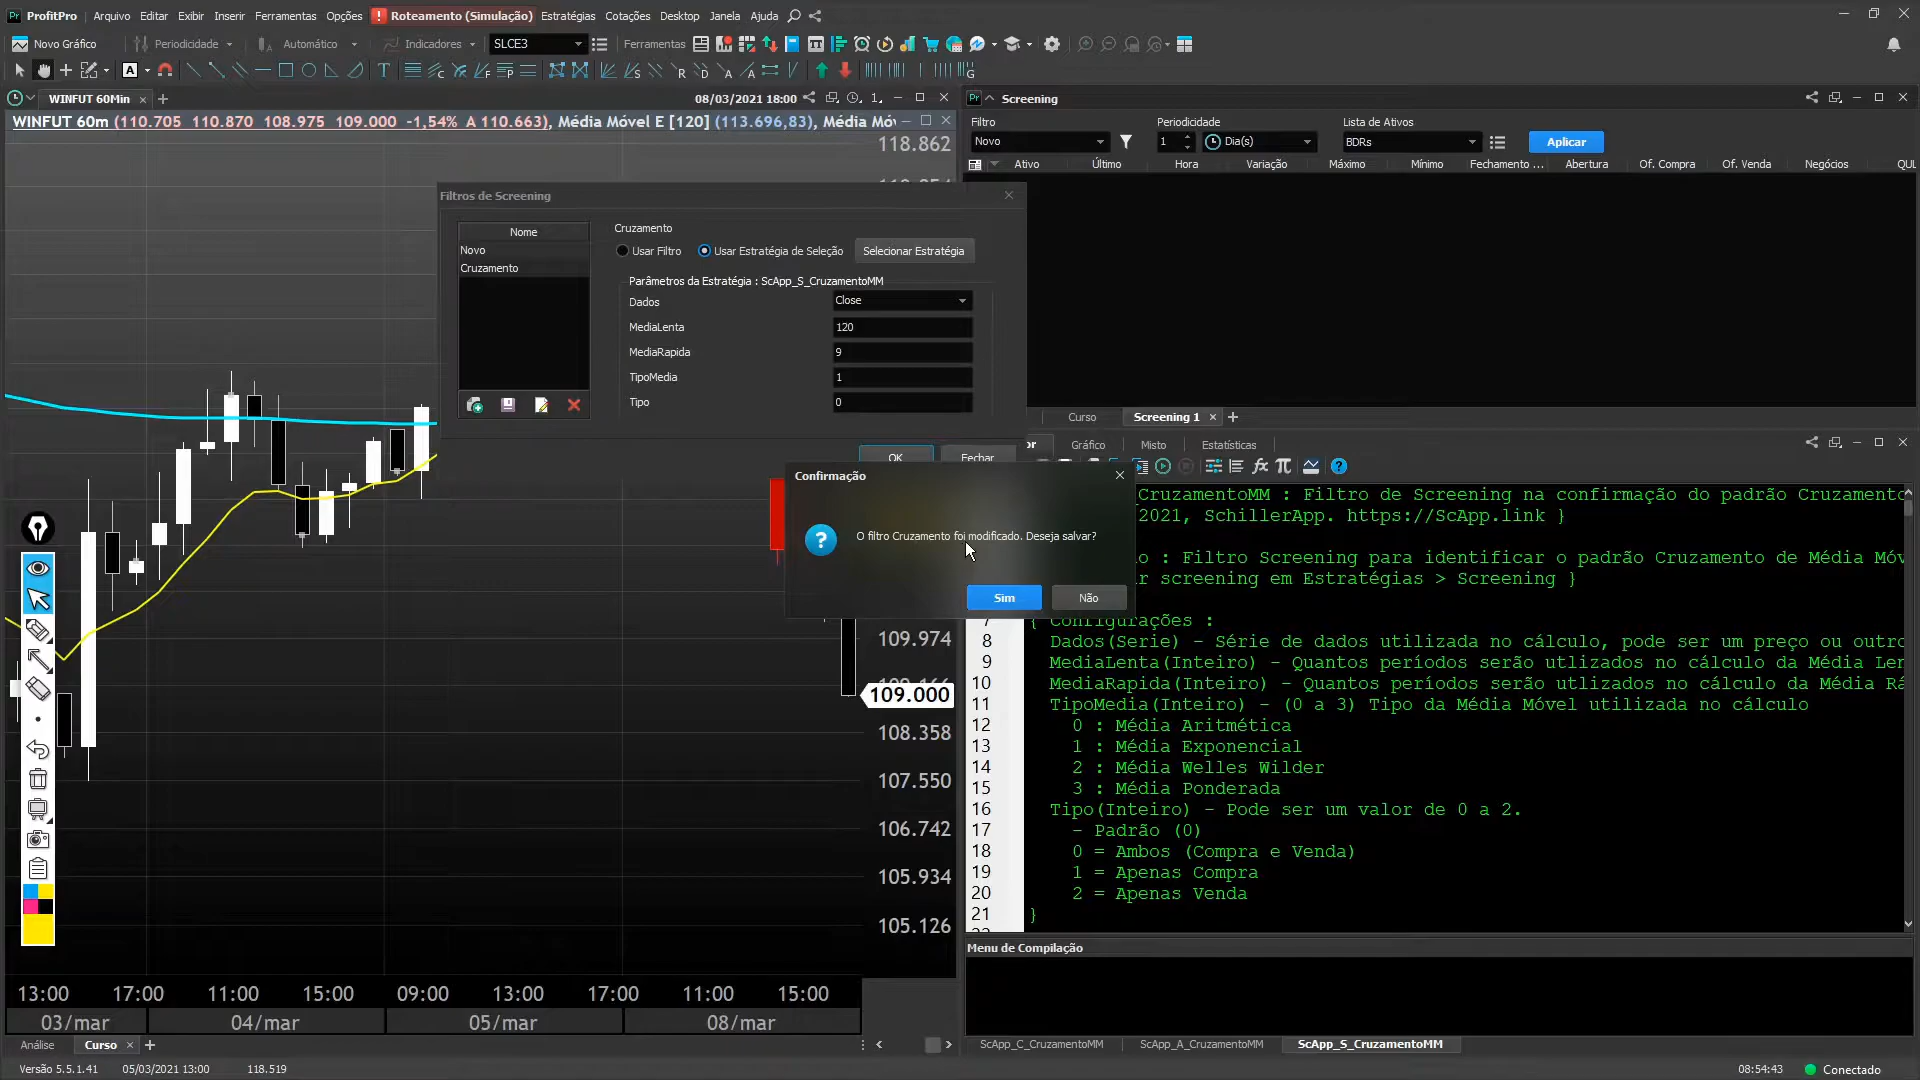 ProfitPro Arquivo Editar Exibir Inserir Ferramentas Opções Roteamento (Simulação) Estratégias Cotações Desktop Janela Ajuda
Novo Gráfico Periodicidade Automático Indicadores SLCE3 Ferramentas
WINFUT 60Min
08/03/2021 18:00
WINFUT 60m (110.705 110.870 108.975 109.000 -1,54% A 110.663), Média Móvel E [120] (113.696,83), Média Mó
118.862
109.974
109.000
108.358
107.550
106.742
105.934
105.126
13:00 17:00 11:00 15:00 09:00 13:00 17:00 11:00 15:00
03/mar 04/mar 05/mar 08/mar
Análise Curso
Versão 5.5.1.41 05/03/2021 13:00 118.519
Screening
Filtro Periodicidade Lista de Ativos
Novo 1 Dia(s) BDRs Aplicar
Ativo Último Hora Variação Máximo Mínimo Fechamento ... Abertura Of. Compra Of. Venda Negócios QUL
Curso Screening 1
Filtros de Screening
Nome
Novo
Cruzamento
Cruzamento
Usar Filtro Usar Estratégia de Seleção Selecionar Estratégia
Parâmetros da Estratégia : ScApp_S_CruzamentoMM
Dados Close
MediaLenta 120
MediaRapida 9
TipoMedia 1
Tipo 0
OK Fechar
Confirmação
O filtro Cruzamento foi modificado. Deseja salvar?
Sim Não
or Gráfico Misto Estatísticas
CruzamentoMM : Filtro de Screening na confirmação do padrão Cruzamento
2021, SchillerApp. https://ScApp.link }
o : Filtro Screening para identificar o padrão Cruzamento de Média Móv
r screening em Estratégias > Screening }
7 { Configurações :
8 Dados(Serie) - Série de dados utilizada no cálculo, pode ser um preço ou outro
9 MediaLenta(Inteiro) - Quantos períodos serão utlizados no cálculo da Média Len
10 MediaRapida(Inteiro) - Quantos períodos serão utlizados no cálculo da Média Rá
11 TipoMedia(Inteiro) - (0 a 3) Tipo da Média Móvel utilizada no cálculo
12 0 : Média Aritmética
13 1 : Média Exponencial
14 2 : Média Welles Wilder
15 3 : Média Ponderada
16 Tipo(Inteiro) - Pode ser um valor de 0 a 2.
17 - Padrão (0)
18 0 = Ambos (Compra e Venda)
19 1 = Apenas Compra
20 2 = Apenas Venda
21 }
Menu de Compilação
ScApp_C_CruzamentoMM ScApp_A_CruzamentoMM ScApp_S_CruzamentoMM
08:54:43 Conectado